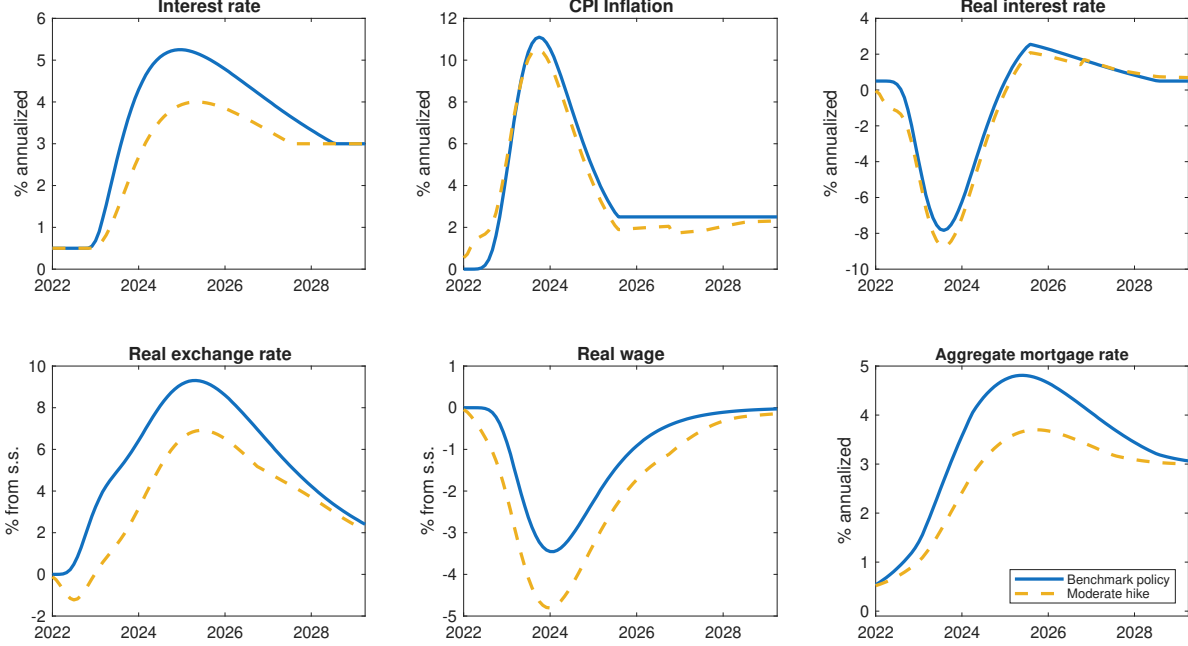 Interest rate
CPI Inflation
Real interest rate
% annualized
6
5
4
3
2
1
0
2022 2024 2026 2028
% annualized
12
10
8
6
4
2
0
2022 2024 2026 2028
% annualized
4
2
0
-2
-4
-6
-8
-10
2022 2024 2026 2028
Real exchange rate
Real wage
Aggregate mortgage rate
% from s.s.
10
8
6
4
2
0
-2
2022 2024 2026 2028
% from s.s.
1
0
-1
-2
-3
-4
-5
2022 2024 2026 2028
% annualized
5
4
3
2
1
0
2022 2024 2026 2028
Benchmark policy
Moderate hike